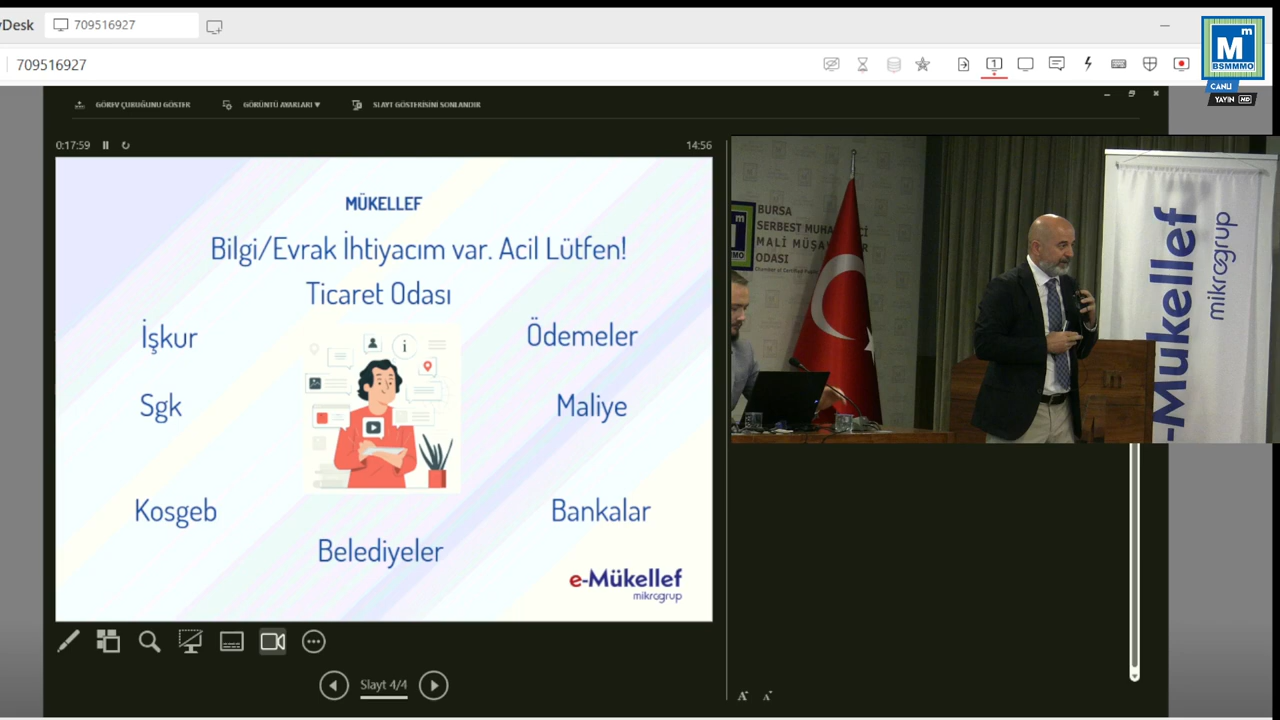 Desk
709516927
709516927
1
M m
BSMMMO
CANLI
YAYIN HD
GÖREV ÇUBUĞUNU GÖSTER
GÖRÜNTÜ AYARLARI ▼
SLAYT GÖSTERİSİNİ SONLANDIR
0:17:59
14:56
MÜKELLEF
Bilgi/Evrak İhtiyacım var. Acil Lütfen!
Ticaret Odası
İşkur
Ödemeler
Sgk
Maliye
Kosgeb
Bankalar
Belediyeler
e-Mükellef
mikrogrup
Slayt 4/4
A
A
BURSA
SERBEST MUHA Cİ
MALİ MÜŞA R
ODASI
e-Mükellef
mikrogrup